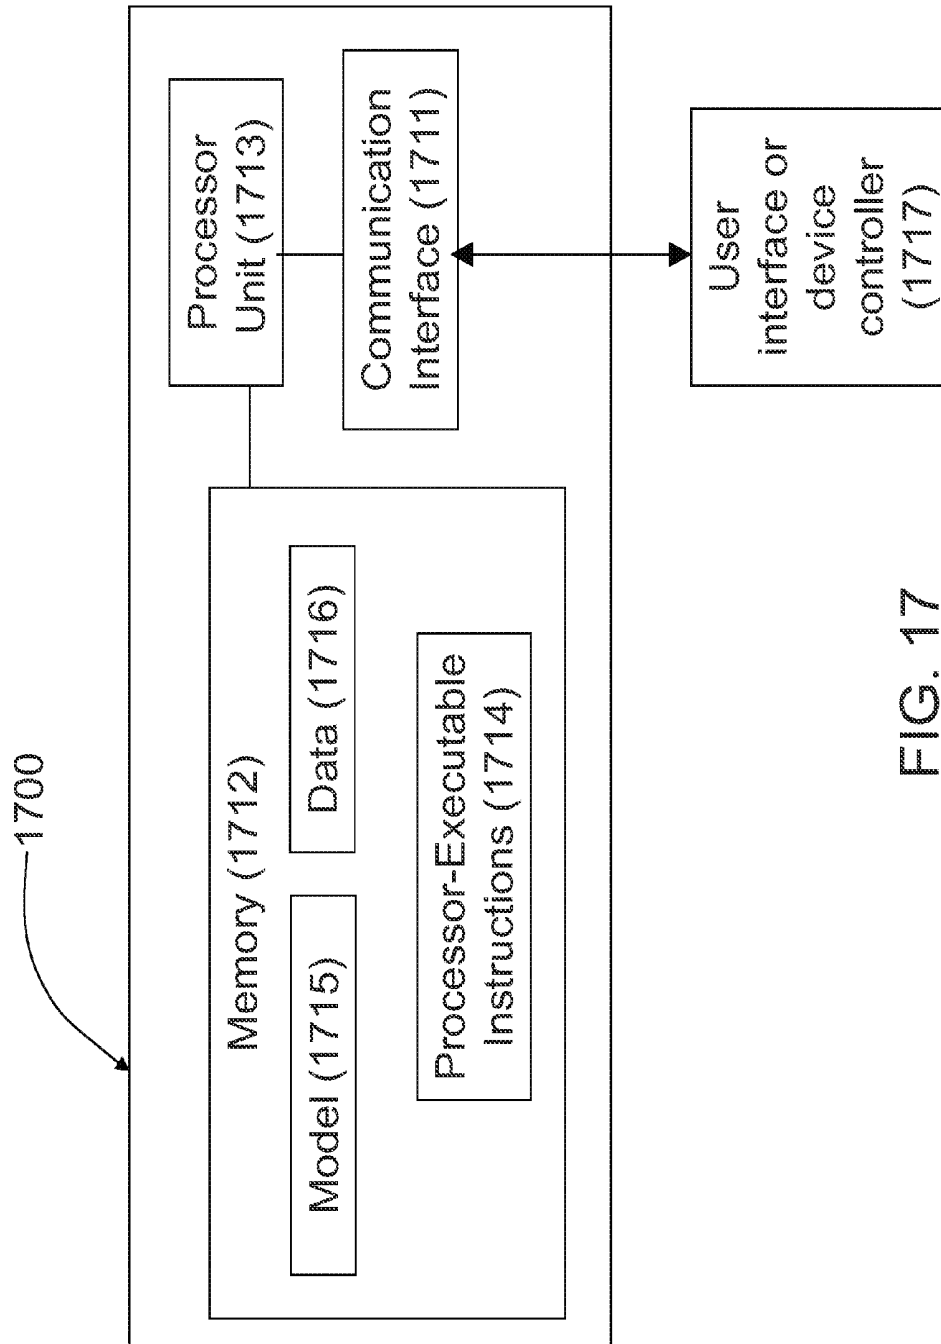 1700
Memory (1712)
Model (1715)
Data (1716)
Processor-Executable
Instructions (1714)
Processor
Unit (1713)
Communication
Interface (1711)
User
interface or
device
controller
(1717)
FIG. 17